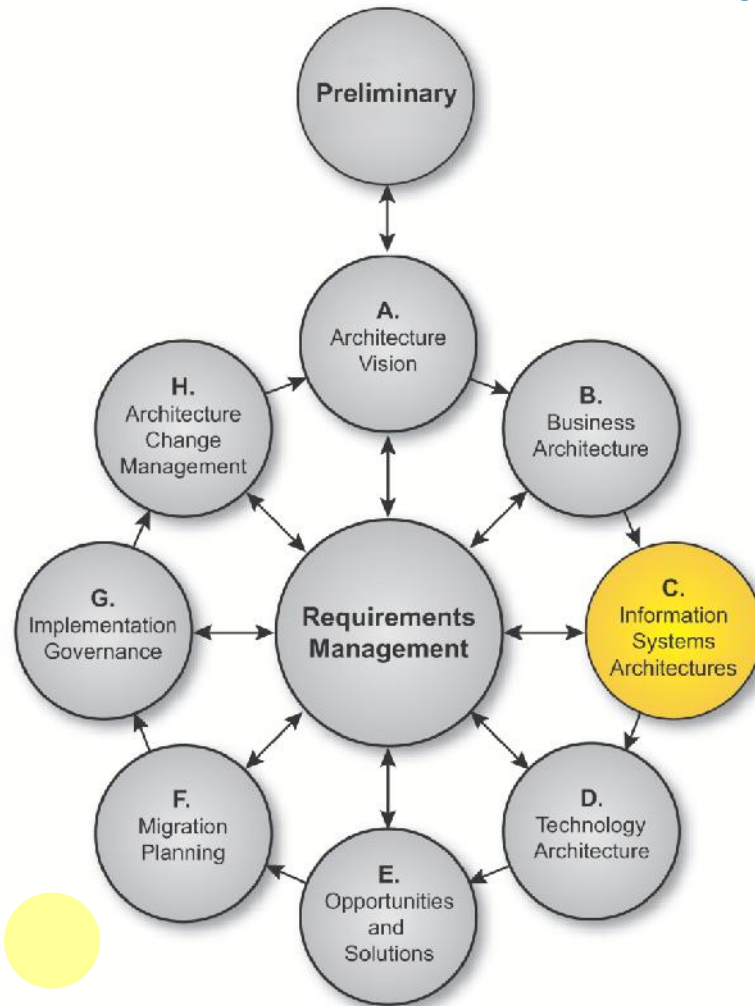 Preliminary
A.
Architecture
Vision
B.
Business
Architecture
C.
Information
Systems
Architectures
D.
Technology
Architecture
E.
Opportunities
and
Solutions
F.
Migration
Planning
G.
Implementation
Governance
H.
Architecture
Change
Management
Requirements
Management